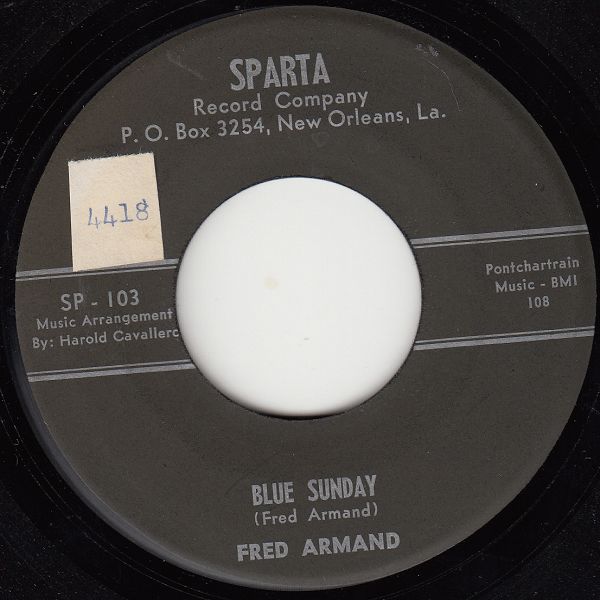 SPARTA
Record Company
P. O. Box 3254, New Orleans, La.
4418
SP - 103
Music Arrangement
By: Harold Cavallero
Pontchartrain
Music - BMI
108
BLUE SUNDAY
(Fred Armand)
FRED ARMAND